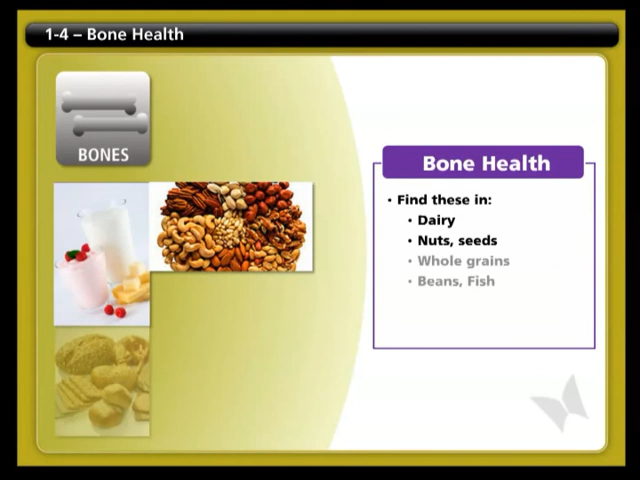 1-4 – Bone Health
BONES
Bone Health
• Find these in:
• Dairy
• Nuts, seeds
• Whole grains
• Beans, Fish